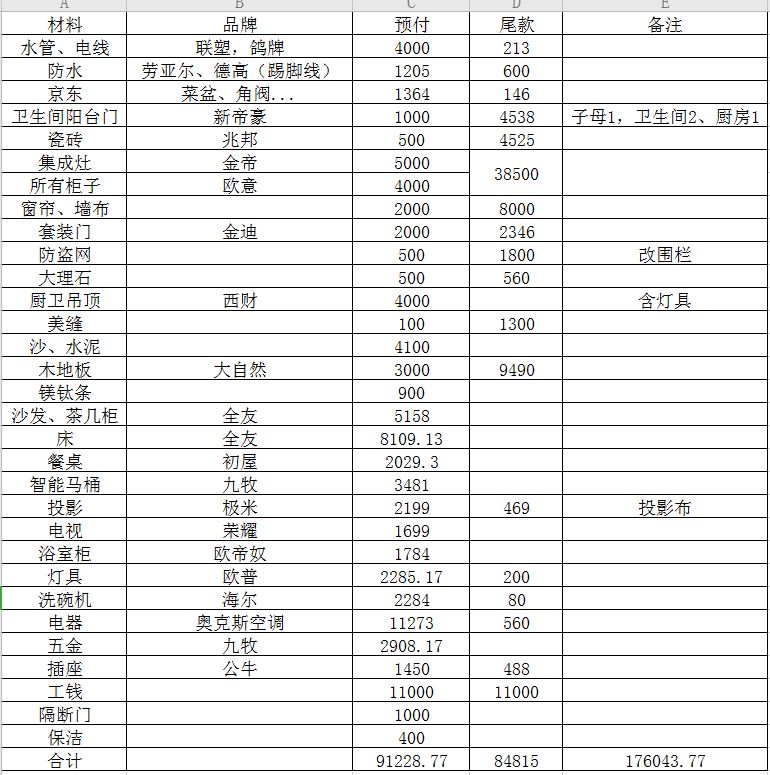 A B C D E
材料 品牌 预付 尾款 备注
水管、电线 联塑，鸽牌 4000 213
防水 劳亚尔、德高（踢脚线） 1205 600
京东 菜盆、角阀... 1364 146
卫生间阳台门 新帝豪 1000 4538 子母1，卫生间2、厨房1
瓷砖 兆邦 500 4525
集成灶 金帝 5000 38500
所有柜子 欧意 4000
窗帘、墙布 2000 8000
套装门 金迪 2000 2346
防盗网 500 1800 改围栏
大理石 500 560
厨卫吊顶 西财 4000 含灯具
美缝 100 1300
沙、水泥 4100
木地板 大自然 3000 9490
镁钛条 900
沙发、茶几柜 全友 5158
床 全友 8109.13
餐桌 初屋 2029.3
智能马桶 九牧 3481
投影 极米 2199 469 投影布
电视 荣耀 1699
浴室柜 欧帝奴 1784
灯具 欧普 2285.17 200
洗碗机 海尔 2284 80
电器 奥克斯空调 11273 560
五金 九牧 2908.17
插座 公牛 1450 488
工钱 11000 11000
隔断门 1000
保洁 400
合计 91228.77 84815 176043.77